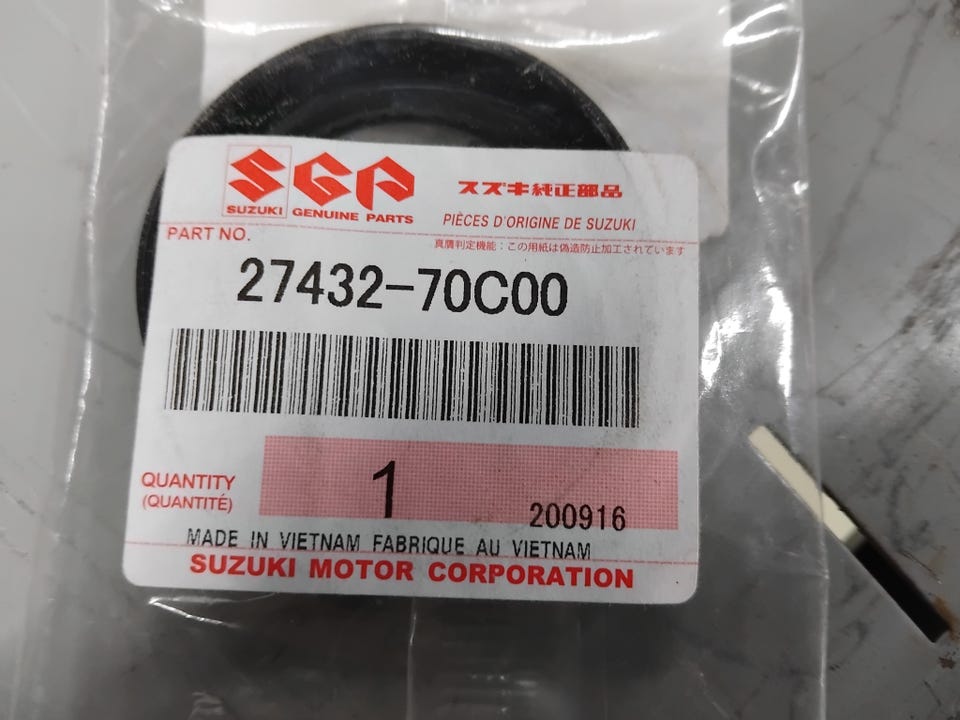 SGP
SUZUKI GENUINE PARTS
スズキ純正部品
PIÈCES D'ORIGINE DE SUZUKI
PART NO.
真贋判定機能：この用紙は偽造防止加工されています
27432-70C00
QUANTITY
(QUANTITÉ)
1
200916
MADE IN VIETNAM FABRIQUE AU VIETNAM
SUZUKI MOTOR CORPORATION